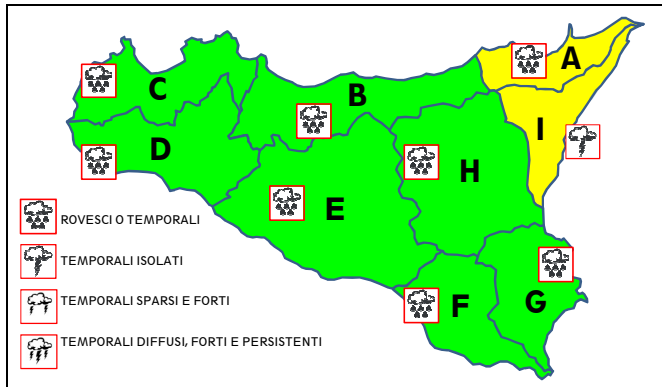 A
C
B
I
D
H
E
ROVESCI O TEMPORALI
TEMPORALI ISOLATI
F
G
TEMPORALI SPARSI E FORTI
TEMPORALI DIFFUSI, FORTI E PERSISTENTI